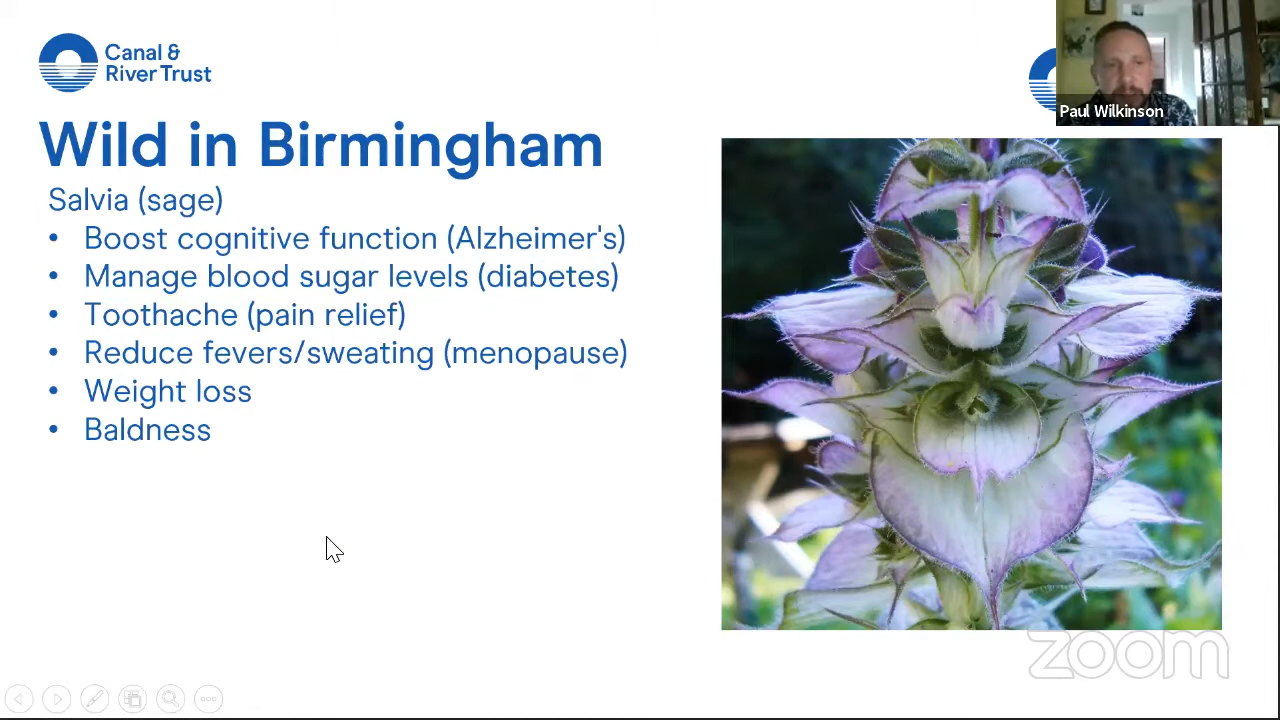 Canal &
River Trust
Paul Wilkinson
Wild in Birmingham
Salvia (sage)
• Boost cognitive function (Alzheimer's)
• Manage blood sugar levels (diabetes)
• Toothache (pain relief)
• Reduce fevers/sweating (menopause)
• Weight loss
• Baldness
zoom